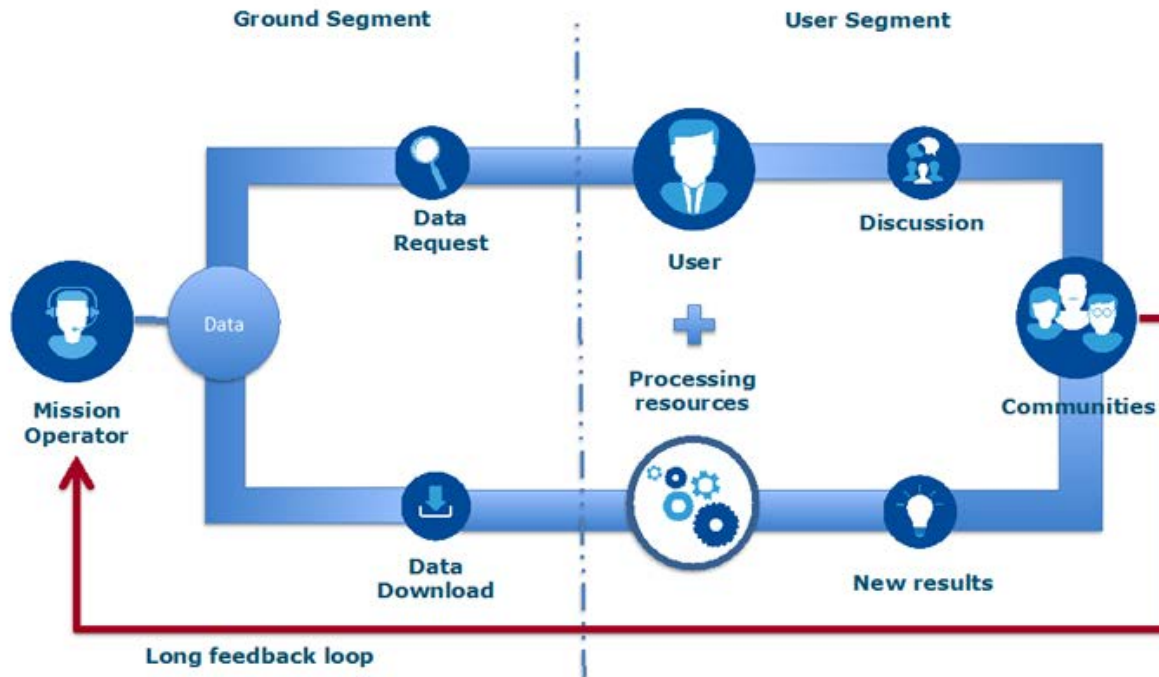 Ground Segment
User Segment
Data
Request
User
Discussion
Data
Mission
Operator
Processing
resources
Communities
Data
Download
New results
Long feedback loop